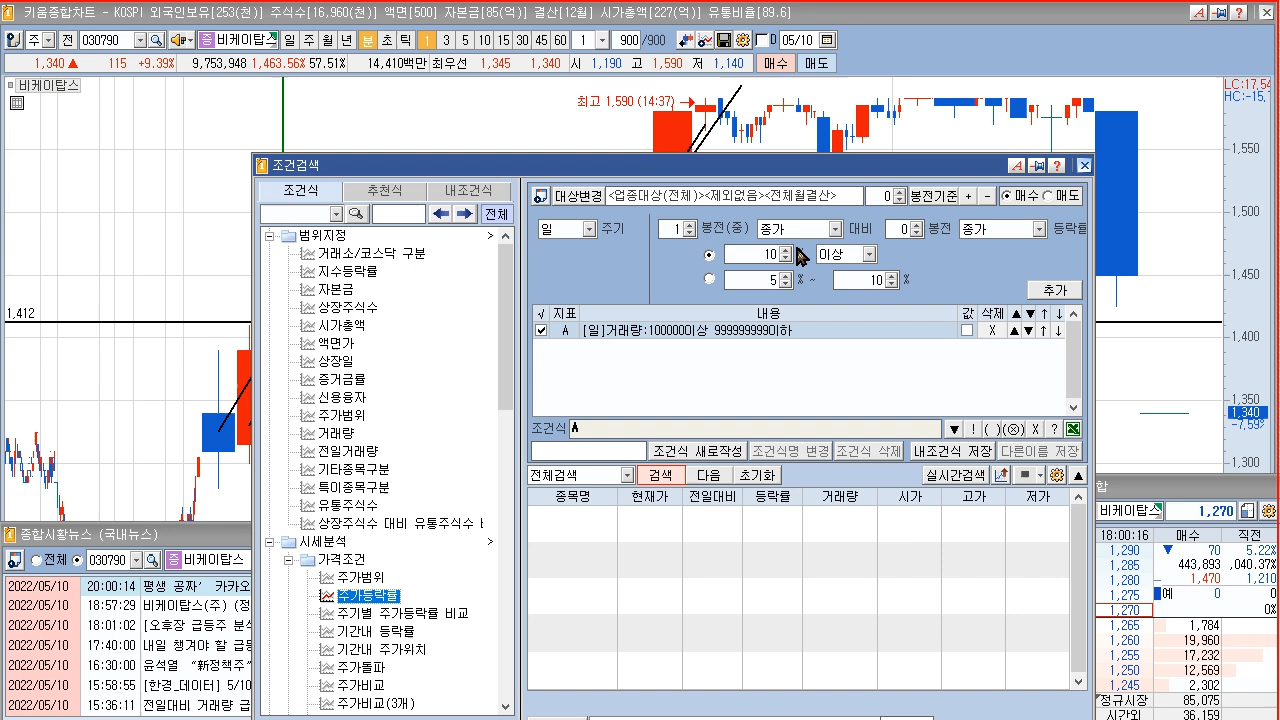 키움종합차트 - KOSPI 외국인보유[253(천)] 주식수[16,960(천)] 액면[500] 자본금[85(억)] 결산[12월] 시가총액[227(억)] 유통비율[89.6]
주 전 030790 증 비케이탑스 일 주 월 년 분 초 틱 1 3 5 10 15 30 45 60 1 900 /900 D 05/10
1,340 ▲ 115 +9.39% 9,753,948 1,463.56% 57.51% 14,410백만 최우선 1,345 1,340 시 1,190 고 1,590 저 1,140 매수 매도
비케이탑스
최고 1,590 (14:37)
LC:17,54
HC:-15,
1,550
1,500
1,450
1,400
1,350
1,340
-7,59%
1,300
1,412
조건검색
조건식 추천식 내조건식
전체
범위지정 >
거래소/코스닥 구분
지수등락률
자본금
상장주식수
시가총액
액면가
상장일
증거금률
신용융자
주가범위
거래량
전일거래량
기타종목구분
특이종목구분
유통주식수
상장주식수 대비 유통주식수
시세분석 >
가격조건
주가범위
주가등락률
주기별 주가등락률 비교
기간내 등락률
기간내 주가위치
주가돌파
주가비교
주가비교(3개)
대상변경 <업종대상(전체)><제외없음><전체월결산> 0 봉전기준 + - 매수 매도
일 주기 1 봉전(중) 종가 대비 0 봉전 종가 등락률
10 이상
5 % ~ 10 %
추가
√ 지표 내용 값 삭제 ▲ ▼ ↑ ↓
A [일]거래량:100000이상 999999999이하 X ▲ ▼ ↑ ↓
조건식 A ▼ ! ( ) X ?
조건식 새로작성 조건식명 변경 조건식 삭제 내조건식 저장 다른이름 저장
전체검색 검색 다음 초기화 실시간검색
종목명 현재가 전일대비 등락률 거래량 시가 고가 저가
종합시황뉴스 (국내뉴스)
전체 030790 증 비케이탑스
2022/05/10 20:00:14 평생 공짜’ 카카오
2022/05/10 18:57:29 비케이탑스(주) (정
2022/05/10 18:01:02 [오후장 급등주 분석
2022/05/10 17:40:00 내일 챙겨야 할 급등
2022/05/10 16:30:00 윤석열 “新정책주”
2022/05/10 15:58:55 [한경_데이터] 5/10
2022/05/10 15:36:11 전일대비 거래량 급
합
비케이탑스 1,270
18:00:16 매수 직전
1,290 ▼ 70 5.22%
1,285 443,893 ,040.37%
1,280 1,470 1,210
1,275 예 0 0
1,270 0%
1,265 1,784
1,260 19,960
1,255 17,232
1,250 12,569
1,245 2,302
정규시장 85,075
시간외 36,159